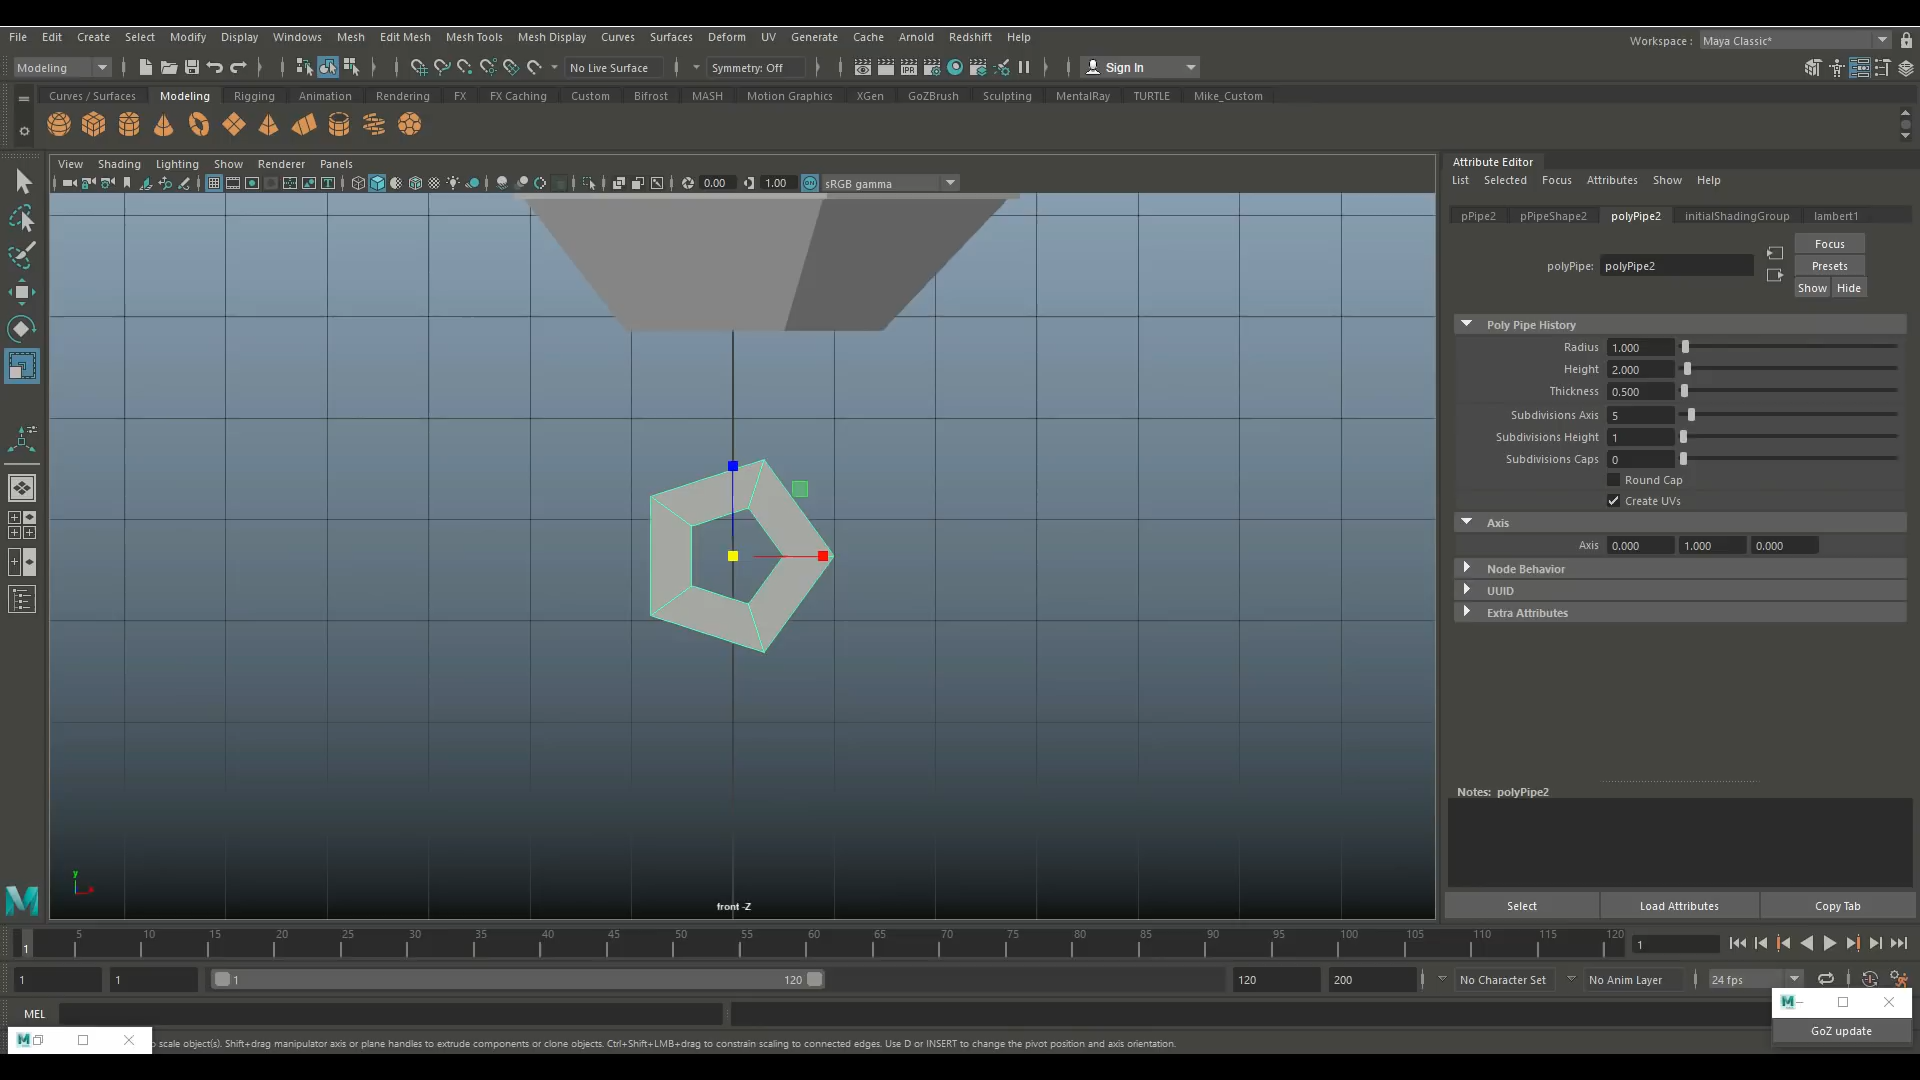 File Edit Create Select Modify Display Windows Mesh Edit Mesh Mesh Tools Mesh Display Curves Surfaces Deform UV Generate Cache Arnold Redshift Help
Workspace : Maya Classic*
Modeling No Live Surface Symmetry: Off IPR Sign In
Curves / Surfaces Modeling Rigging Animation Rendering FX FX Caching Custom Bifrost MASH Motion Graphics XGen GoZBrush Sculpting MentalRay TURTLE Mike_Custom
View Shading Lighting Show Renderer Panels
0.00 1.00 sRGB gamma
Attribute Editor
List Selected Focus Attributes Show Help
pPipe2 pPipeShape2 polyPipe2 initialShadingGroup lambert1
Focus
polyPipe: polyPipe2 Presets
Show Hide
Poly Pipe History
Radius 1.000
Height 2.000
Thickness 0.500
Subdivisions Axis 5
Subdivisions Height 1
Subdivisions Caps 0
Round Cap
Create UVs
Axis
Axis 0.000 1.000 0.000
Node Behavior
UUID
Extra Attributes
Notes: polyPipe2
Select Load Attributes Copy Tab
y
front -Z
5 10 15 20 25 30 35 40 45 50 55 60 65 70 75 80 85 90 95 100 105 110 115 120
1 1
1 1 1 120 120 200 No Character Set No Anim Layer 24 fps
MEL
GoZ update
scale object(s). Shift+drag manipulator axis or plane handles to extrude components or clone objects. Ctrl+Shift+LMB+drag to constrain scaling to connected edges. Use D or INSERT to change the pivot position and axis orientation.